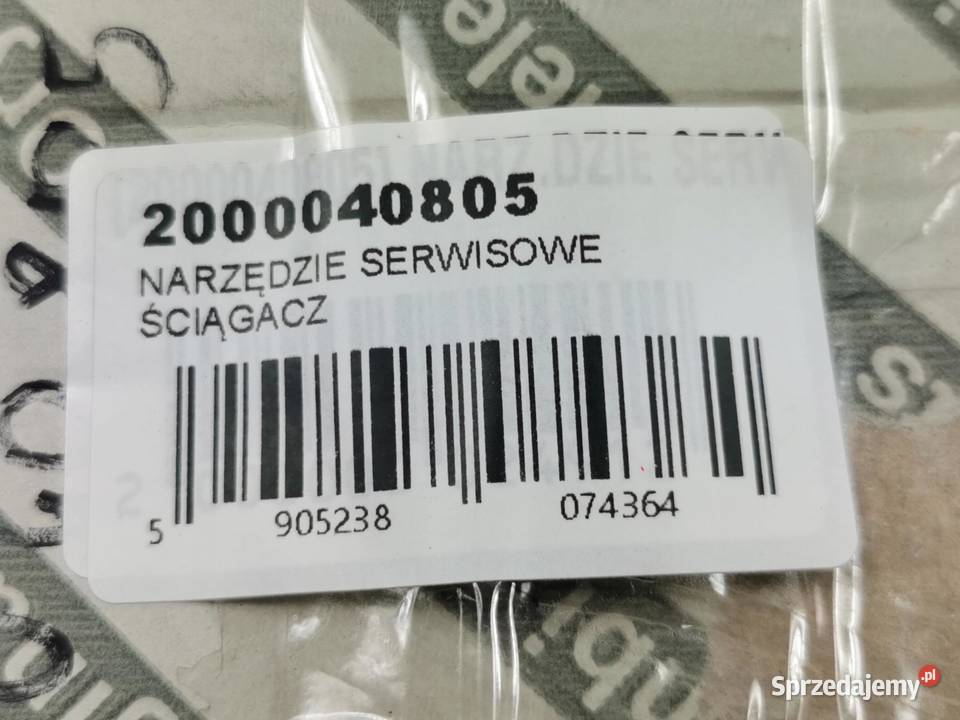 2000040805
NARZĘDZIE SERWISOWE
ŚCIĄGACZ
5 905238 074364
Sprzedajemy.pl